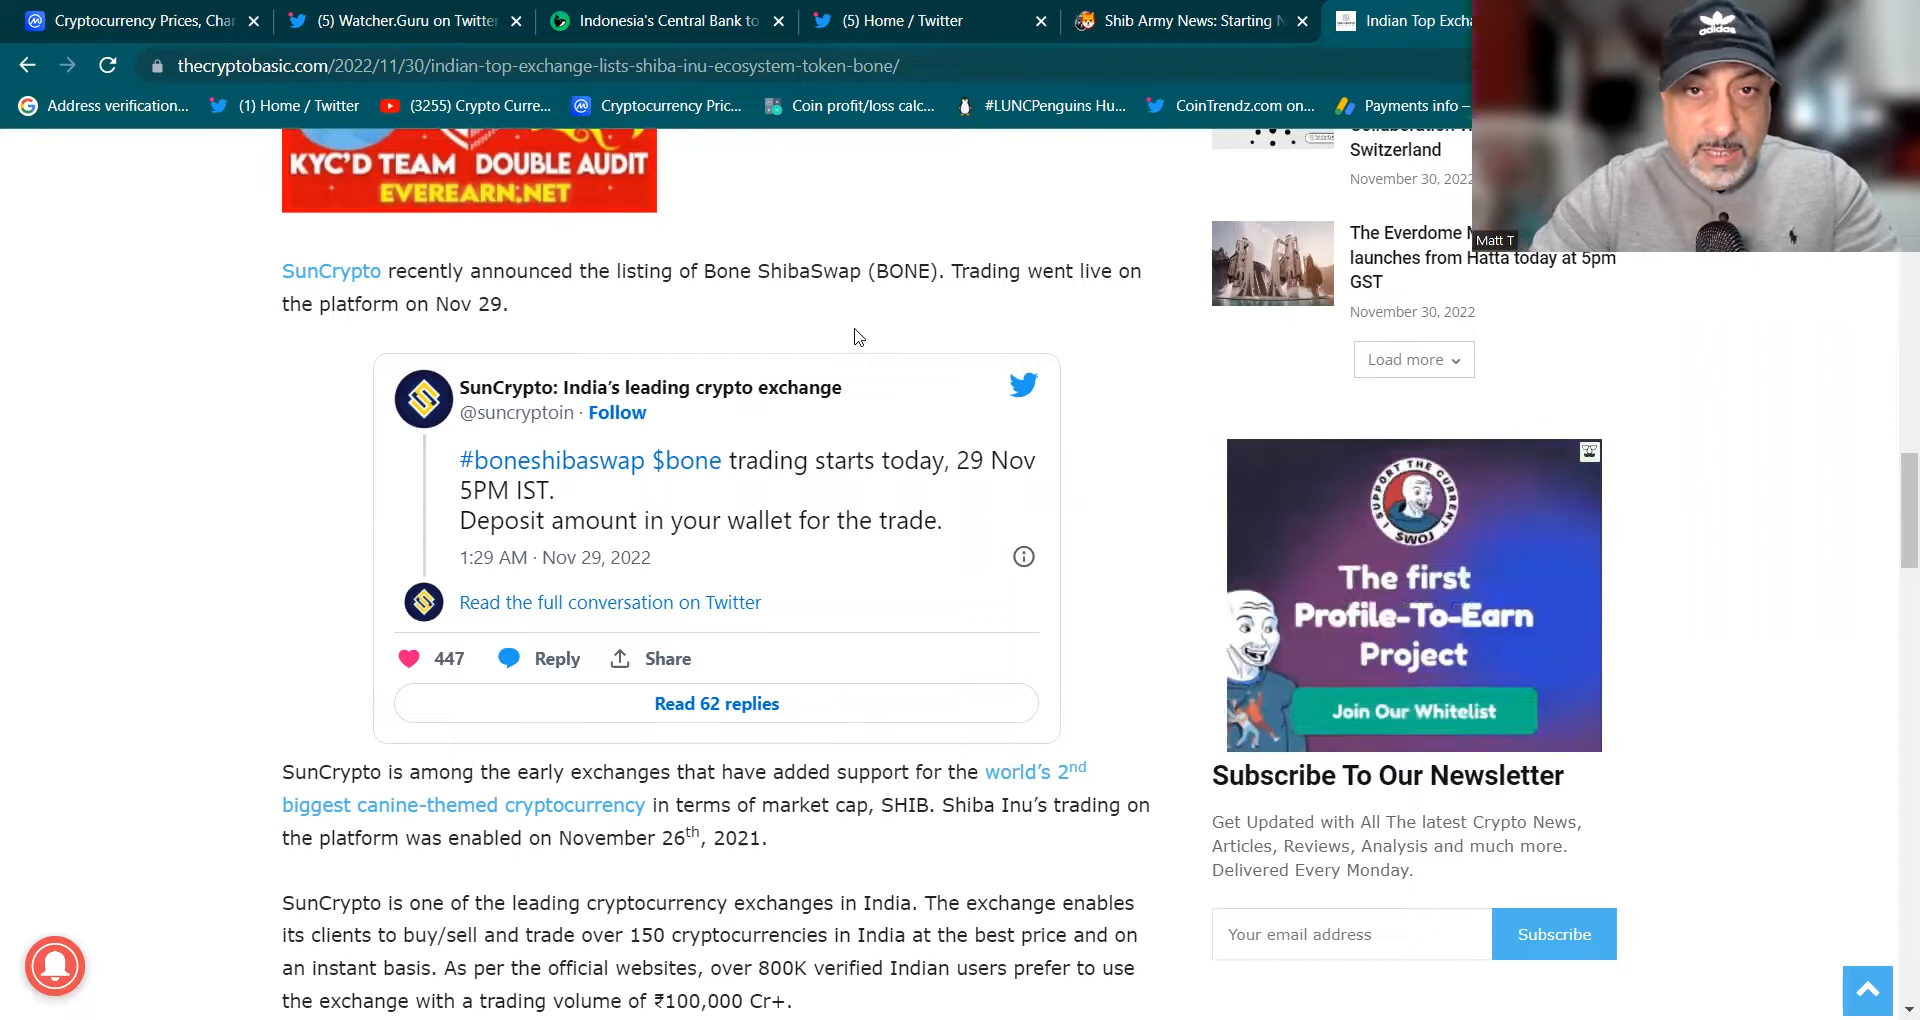 Cryptocurrency Prices, Char
(5) Watcher.Guru on Twitter
Indonesia's Central Bank to
(5) Home / Twitter
Shib Army News: Starting N
Indian Top Excha
thecryptobasic.com/2022/11/30/indian-top-exchange-lists-shiba-inu-ecosystem-token-bone/
Address verification...
(1) Home / Twitter
(3255) Crypto Curre...
Cryptocurrency Pric...
Coin profit/loss calc...
#LUNCPenguins Hu...
CoinTrendz.com on...
Payments info –
adidas
Matt T
KYC'D TEAM DOUBLE AUDIT
EVEREARN.NET
SunCrypto recently announced the listing of Bone ShibaSwap (BONE). Trading went live on
the platform on Nov 29.
SunCrypto: India's leading crypto exchange
@suncryptoin · Follow
#boneshibaswap $bone trading starts today, 29 Nov
5PM IST.
Deposit amount in your wallet for the trade.
1:29 AM · Nov 29, 2022
Read the full conversation on Twitter
447 Reply Share
Read 62 replies
SunCrypto is among the early exchanges that have added support for the world's 2nd
biggest canine-themed cryptocurrency in terms of market cap, SHIB. Shiba Inu's trading on
the platform was enabled on November 26th, 2021.
SunCrypto is one of the leading cryptocurrency exchanges in India. The exchange enables
its clients to buy/sell and trade over 150 cryptocurrencies in India at the best price and on
an instant basis. As per the official websites, over 800K verified Indian users prefer to use
the exchange with a trading volume of ₹100,000 Cr+.
Switzerland
November 30, 2022
The Everdome
launches from Hatta today at 5pm
GST
November 30, 2022
Load more
I SUPPORT THE CURRENT
SWOJ
The first
Profile-To-Earn
Project
Join Our Whitelist
Subscribe To Our Newsletter
Get Updated with All The latest Crypto News,
Articles, Reviews, Analysis and much more.
Delivered Every Monday.
Your email address
Subscribe